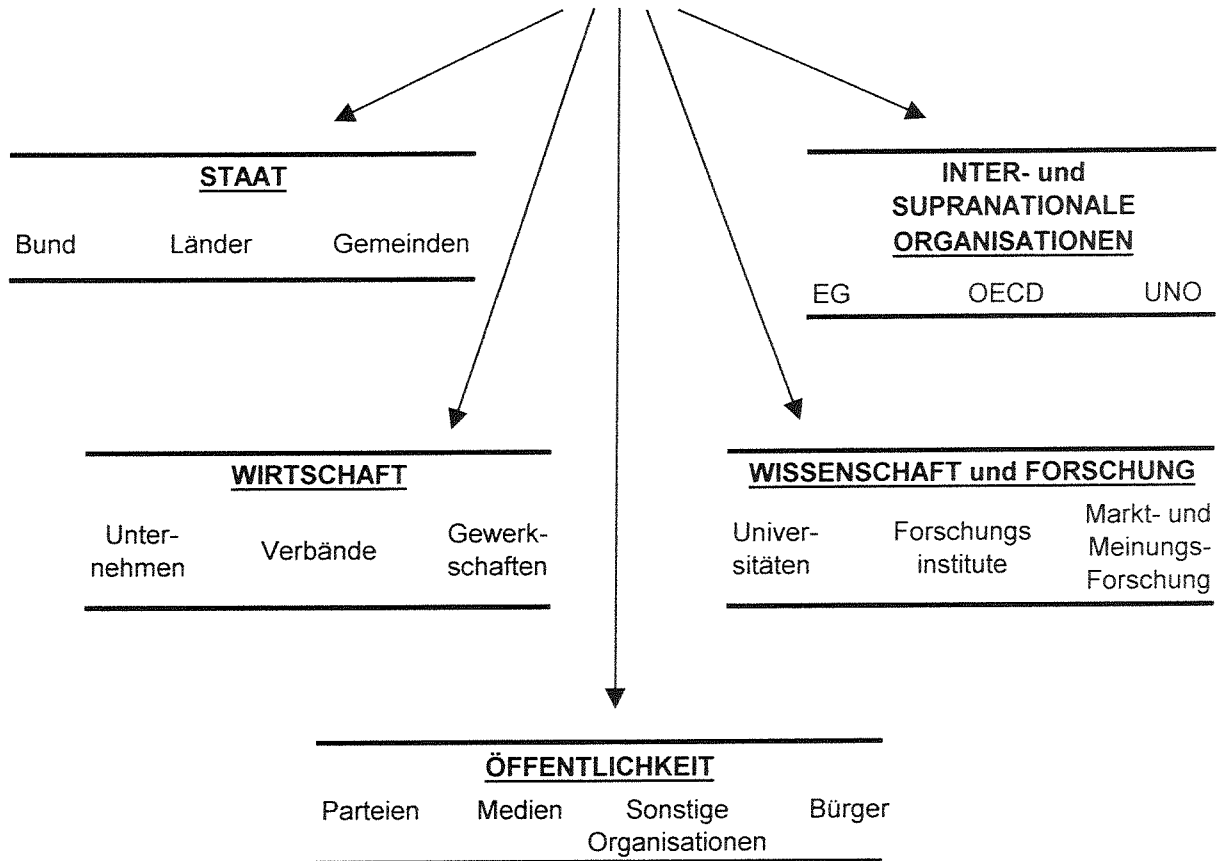 STAAT
Bund Länder Gemeinden
INTER- und
SUPRANATIONALE
ORGANISATIONEN
EG OECD UNO
WIRTSCHAFT
Unter-
nehmen
Verbände
Gewerk-
schaften
WISSENSCHAFT und FORSCHUNG
Univer-
sitäten
Forschungs
institute
Markt- und
Meinungs-
Forschung
ÖFFENTLICHKEIT
Parteien Medien Sonstige Bürger
Organisationen